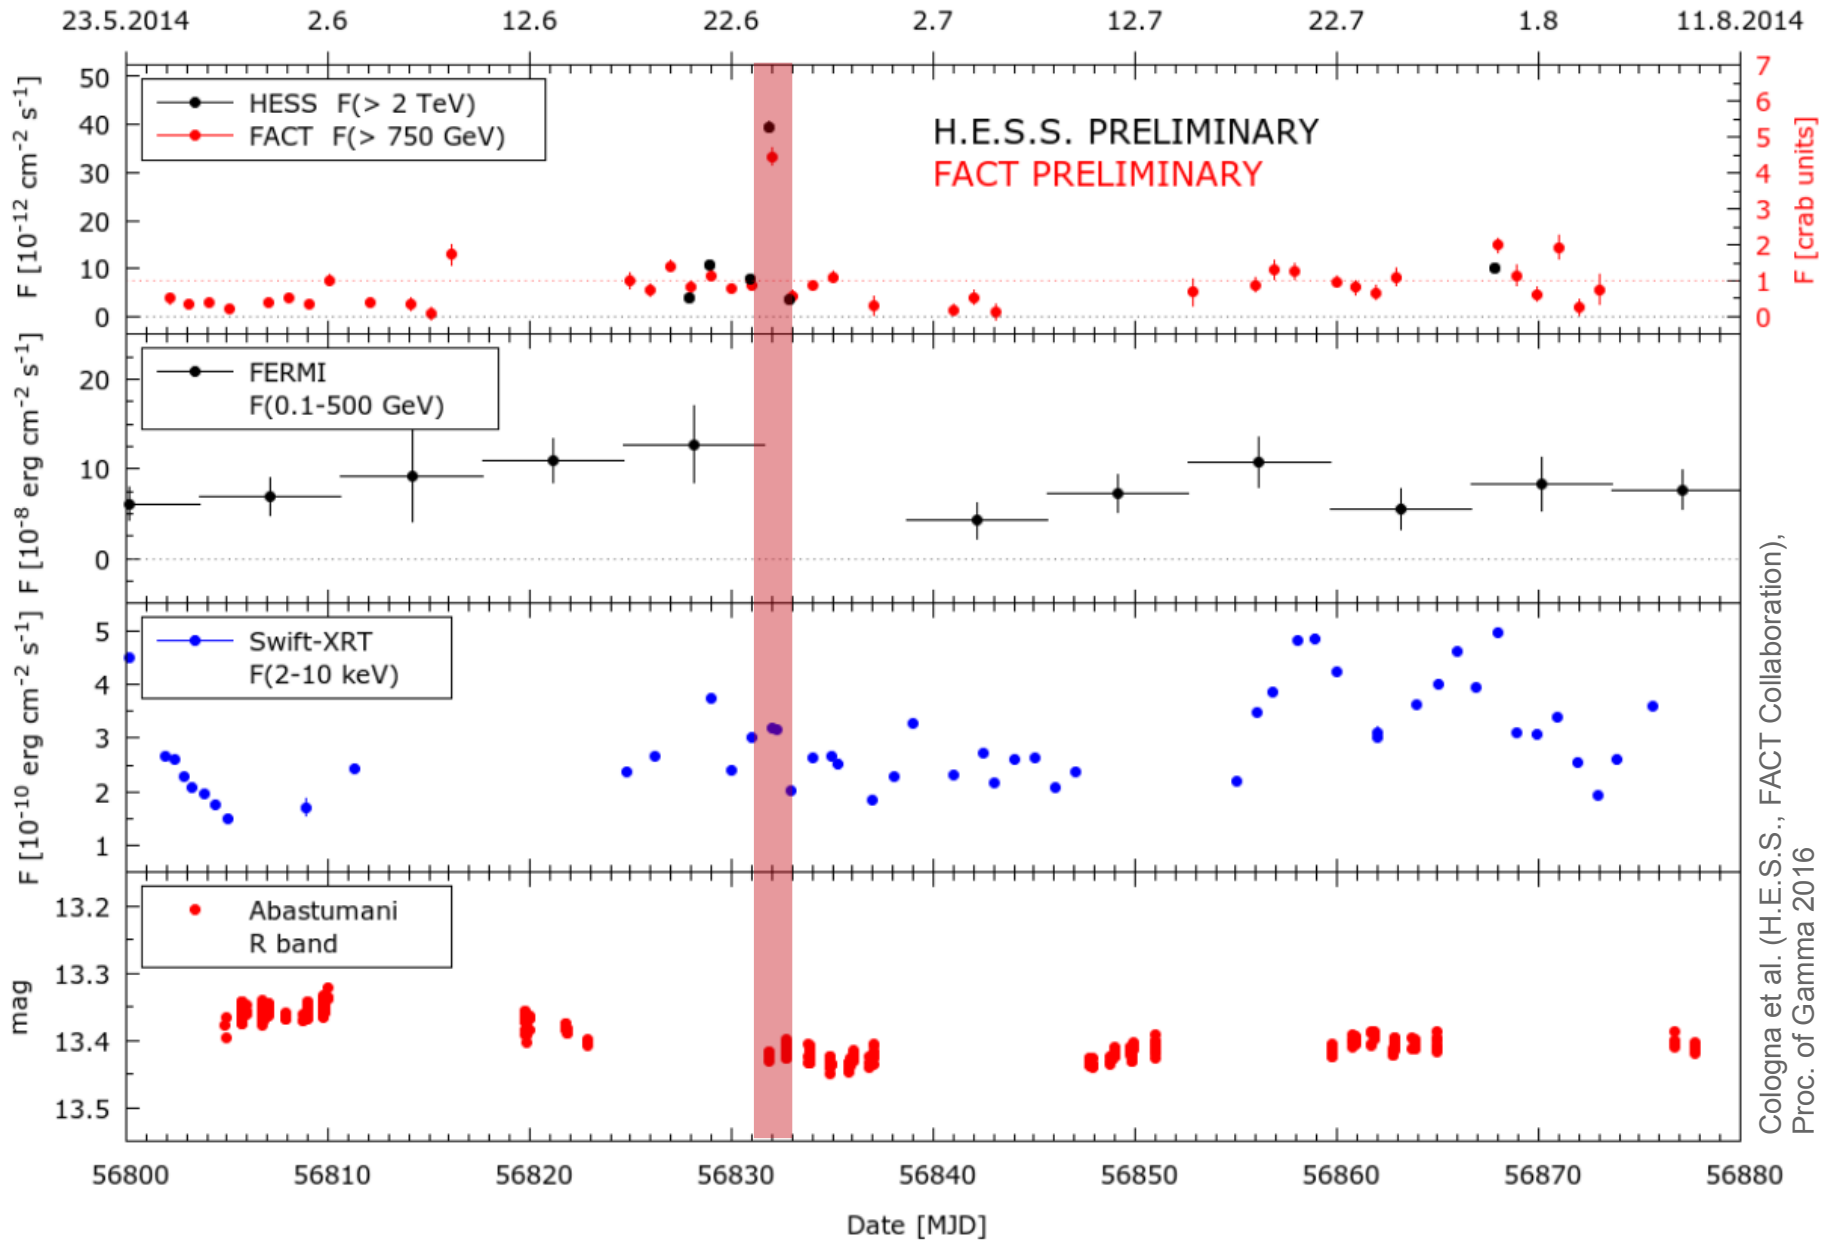 23.5.2014 2.6 12.6 22.6 2.7 12.7 22.7 1.8 11.8.2014
F [10⁻¹² cm⁻² s⁻¹]
50
40
30
20
10
0
HESS F(> 2 TeV)
FACT F(> 750 GeV)
H.E.S.S. PRELIMINARY
FACT PRELIMINARY
7
6
5
4
3
2
1
0
F [crab units]
F [10⁻⁸ erg cm⁻² s⁻¹]
20
10
0
FERMI
F(0.1-500 GeV)
F [10⁻¹⁰ erg cm⁻² s⁻¹]
5
4
3
2
1
Swift-XRT
F(2-10 keV)
mag
13.2
13.3
13.4
13.5
Abastumani
R band
56800 56810 56820 56830 56840 56850 56860 56870 56880
Date [MJD]
Cologna et al. (H.E.S.S., FACT Collaboration),
Proc. of Gamma 2016